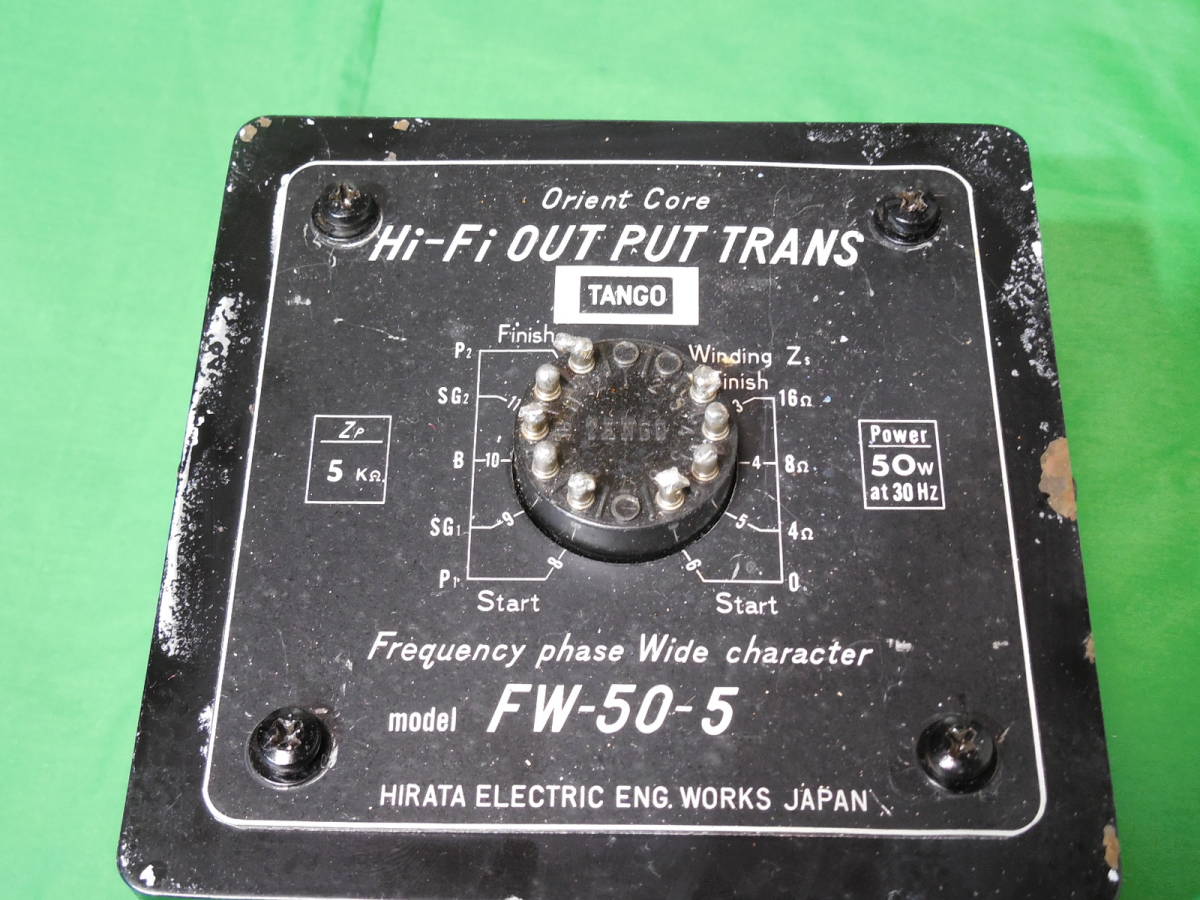 Orient Core
Hi-Fi OUT PUT TRANS
TANGO
Finish
Winding Zs
Finish
P2
SG2
11
3
16Ω
TANGO
Zp
5 KΩ
B
10
4
8Ω
Power
50W
at 30 Hz
SG1
9
5
4Ω
P1
8
6
0
Start
Start
Frequency phase Wide character
model FW-50-5
HIRATA ELECTRIC ENG. WORKS JAPAN